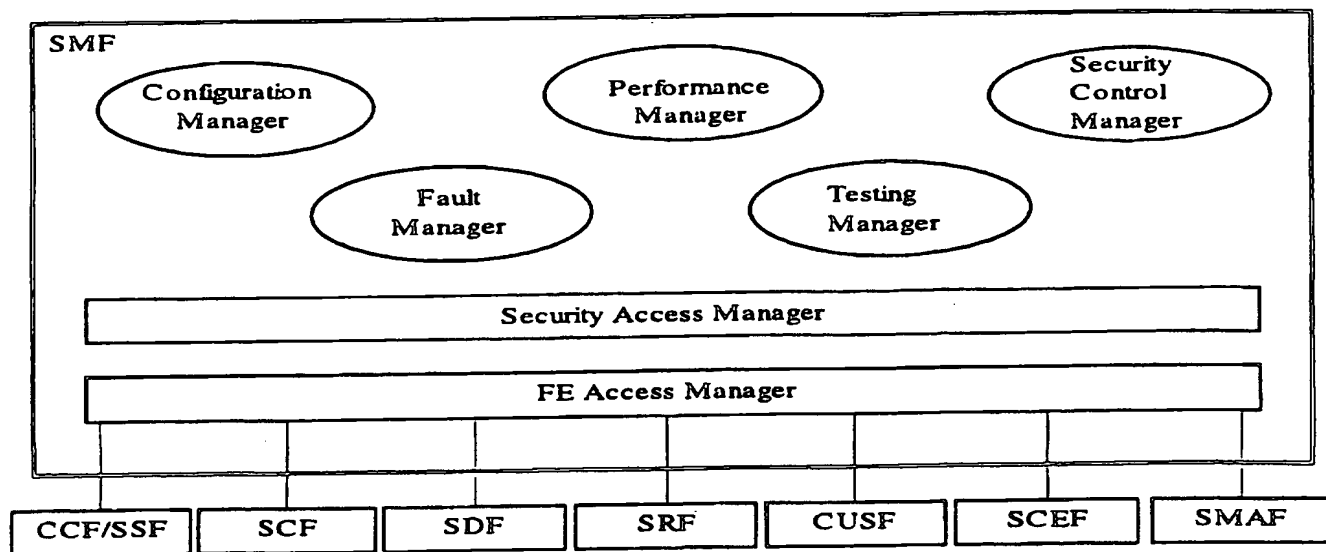 SMF
Configuration
Manager
Performance
Manager
Security
Control
Manager
Fault
Manager
Testing
Manager
Security Access Manager
FE Access Manager
CCF/SSF
SCF
SDF
SRF
CUSF
SCEF
SMAF